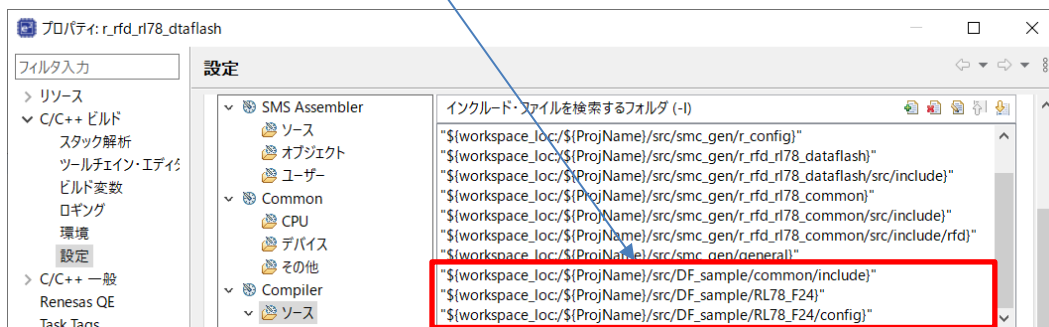 プロパティ: r_rfd_rl78_dtaflash
フィルタ入力
設定
リソース
C/C++ ビルド
スタック解析
ツールチェイン・エディタ
ビルド変数
ロギング
環境
設定
C/C++ 一般
Renesas QE
Task Tags
SMS Assembler
ソース
オブジェクト
ユーザー
Common
CPU
デバイス
その他
Compiler
ソース
インクルード・ファイルを検索するフォルダ (-I)
"${workspace_loc:/${ProjName}/src/smc_gen/r_config}"
"${workspace_loc:/${ProjName}/src/smc_gen/r_rfd_rl78_dataflash}"
"${workspace_loc:/${ProjName}/src/smc_gen/r_rfd_rl78_dataflash/src/include}"
"${workspace_loc:/${ProjName}/src/smc_gen/r_rfd_rl78_common}"
"${workspace_loc:/${ProjName}/src/smc_gen/r_rfd_rl78_common/src/include}"
"${workspace_loc:/${ProjName}/src/smc_gen/r_rfd_rl78_common/src/include/rfd}"
"${workspace_loc:/${ProjName}/src/smc_gen/general}"
"${workspace_loc:/${ProjName}/src/DF_sample/common/include}"
"${workspace_loc:/${ProjName}/src/DF_sample/RL78_F24}"
"${workspace_loc:/${ProjName}/src/DF_sample/RL78_F24/config}"